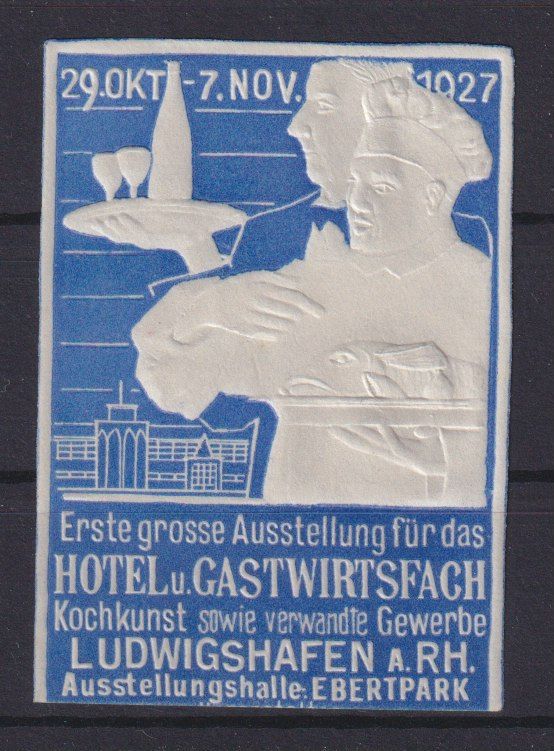 29.OKT.-7.NOV. 1927
Erste grosse Ausstellung für das
HOTEL u. GASTWIRTSFACH
Kochkunst sowie verwandte Gewerbe
LUDWIGSHAFEN A. RH.
Ausstellungshalle: EBERTPARK